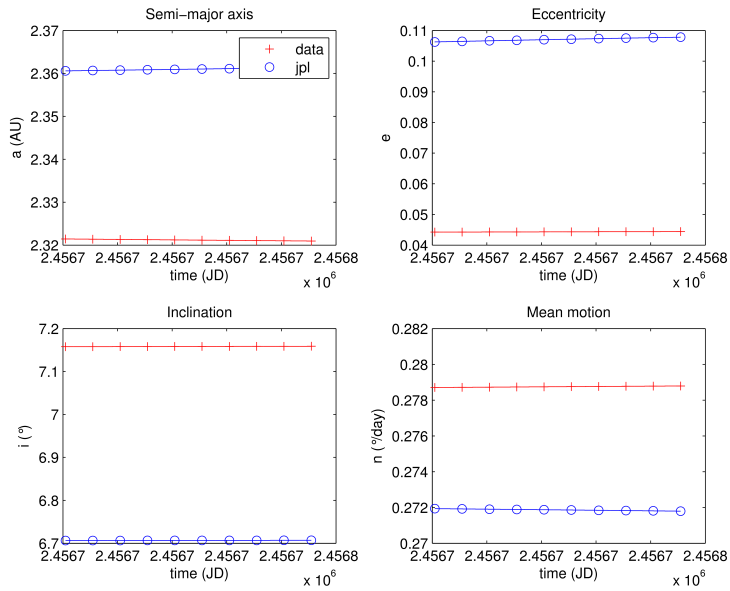 Semi-major axis
2.37
2.36
2.35
2.34
2.33
2.32
a (AU)
data
jpl
2.4567 2.4567 2.4567 2.4567 2.4567 2.4568
time (JD)
x 10^6
Eccentricity
0.11
0.1
0.09
0.08
0.07
0.06
0.05
0.04
e
2.4567 2.4567 2.4567 2.4567 2.4567 2.4568
time (JD)
x 10^6
Inclination
7.2
7.1
7
6.9
6.8
6.7
i (°)
2.4567 2.4567 2.4567 2.4567 2.4567 2.4568
time (JD)
x 10^6
Mean motion
0.282
0.28
0.278
0.276
0.274
0.272
0.27
n (°/day)
2.4567 2.4567 2.4567 2.4567 2.4567 2.4568
time (JD)
x 10^6